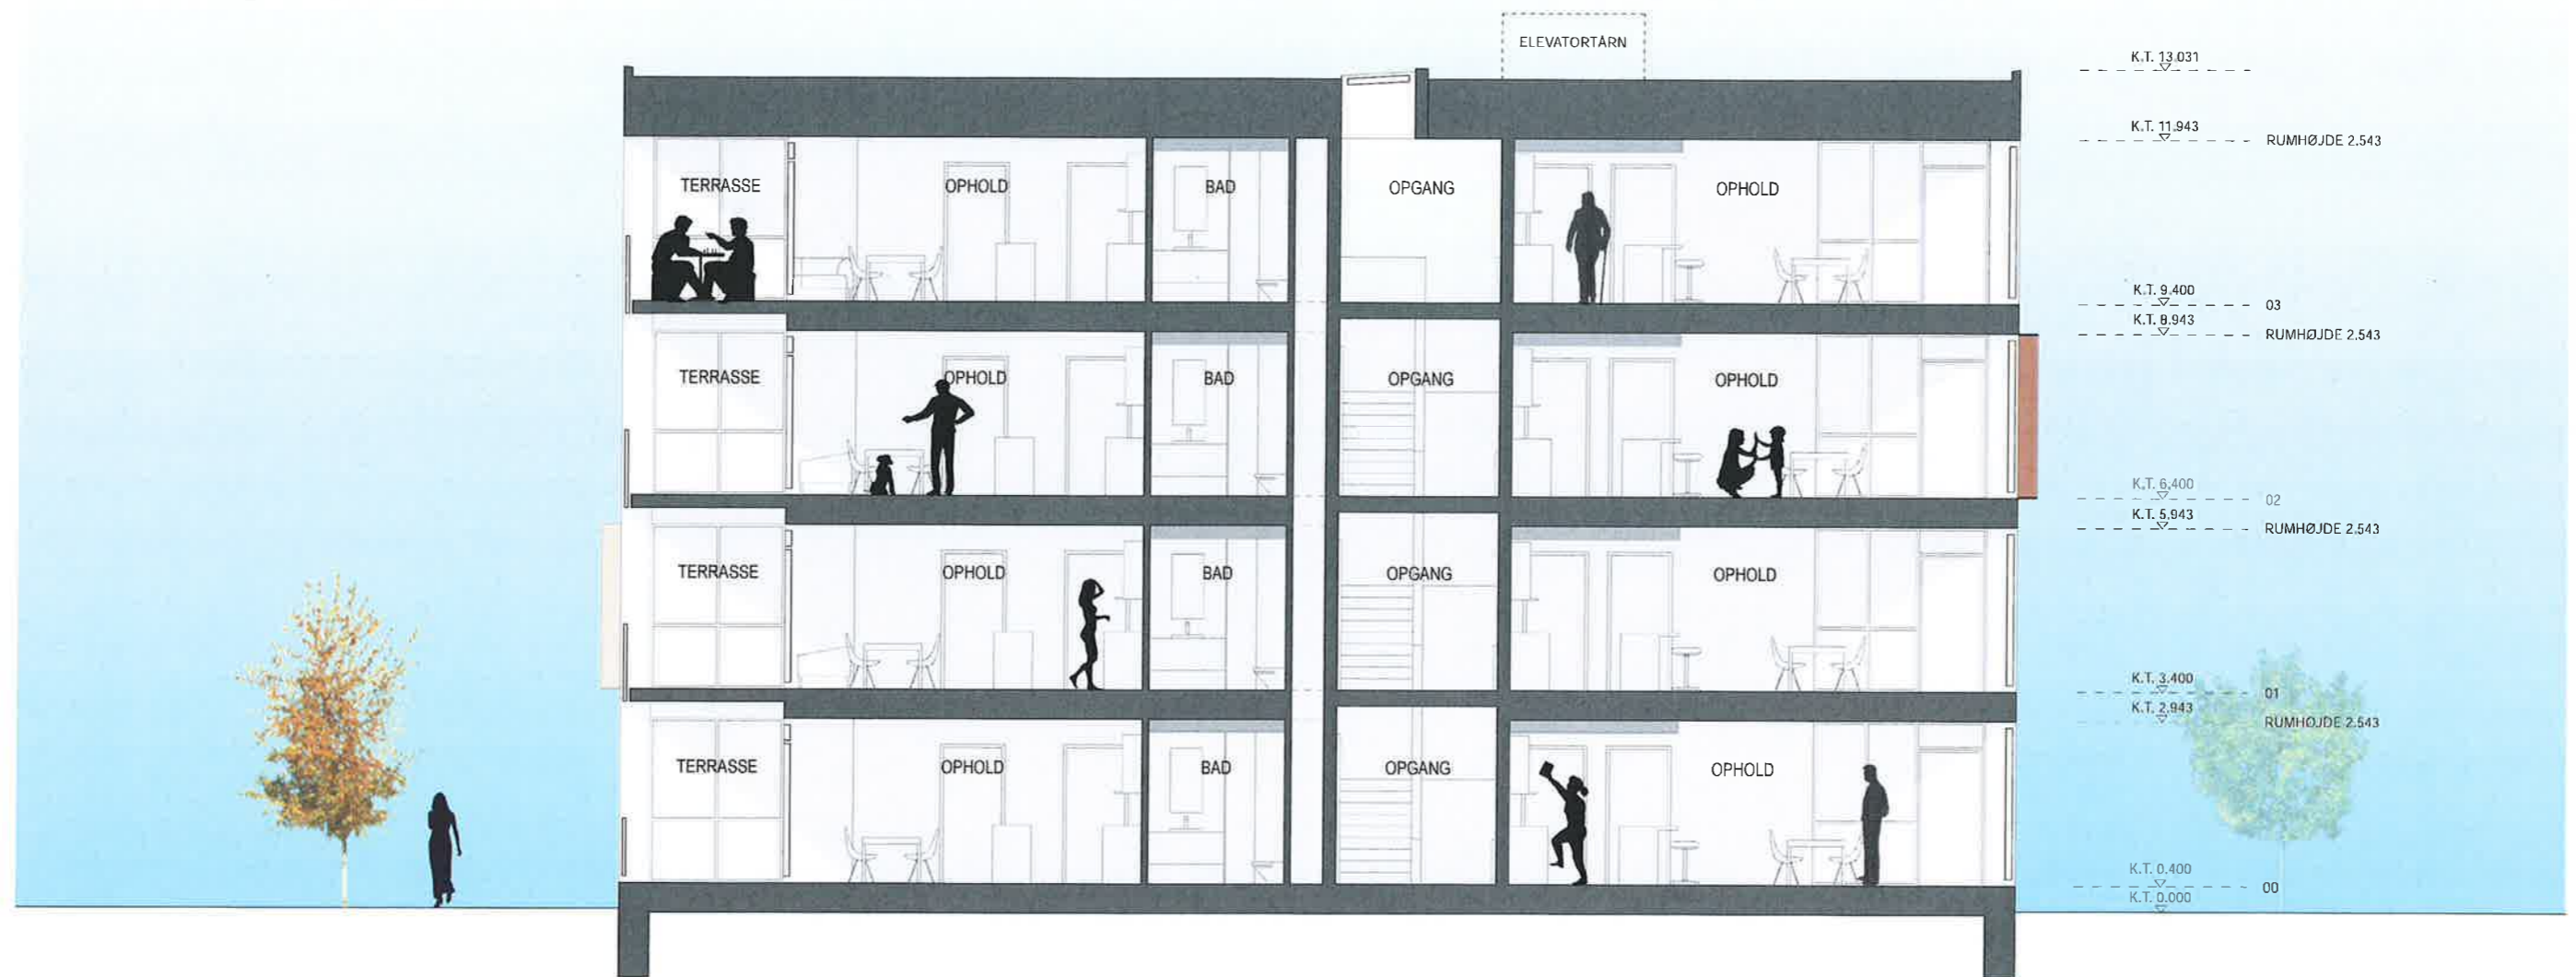 ELEVATORTÅRN
K.T. 13.031
K.T. 11.943
RUMHØJDE 2.543
TERRASSE
OPHOLD
BAD
OPGANG
OPHOLD
K.T. 9.400
03
K.T. 8.943
RUMHØJDE 2.543
TERRASSE
OPHOLD
BAD
OPGANG
OPHOLD
K.T. 6.400
02
K.T. 5.943
RUMHØJDE 2.543
TERRASSE
OPHOLD
BAD
OPGANG
OPHOLD
K.T. 3.400
01
K.T. 2.943
RUMHØJDE 2.543
TERRASSE
OPHOLD
BAD
OPGANG
OPHOLD
K.T. 0.400
00
K.T. 0.000